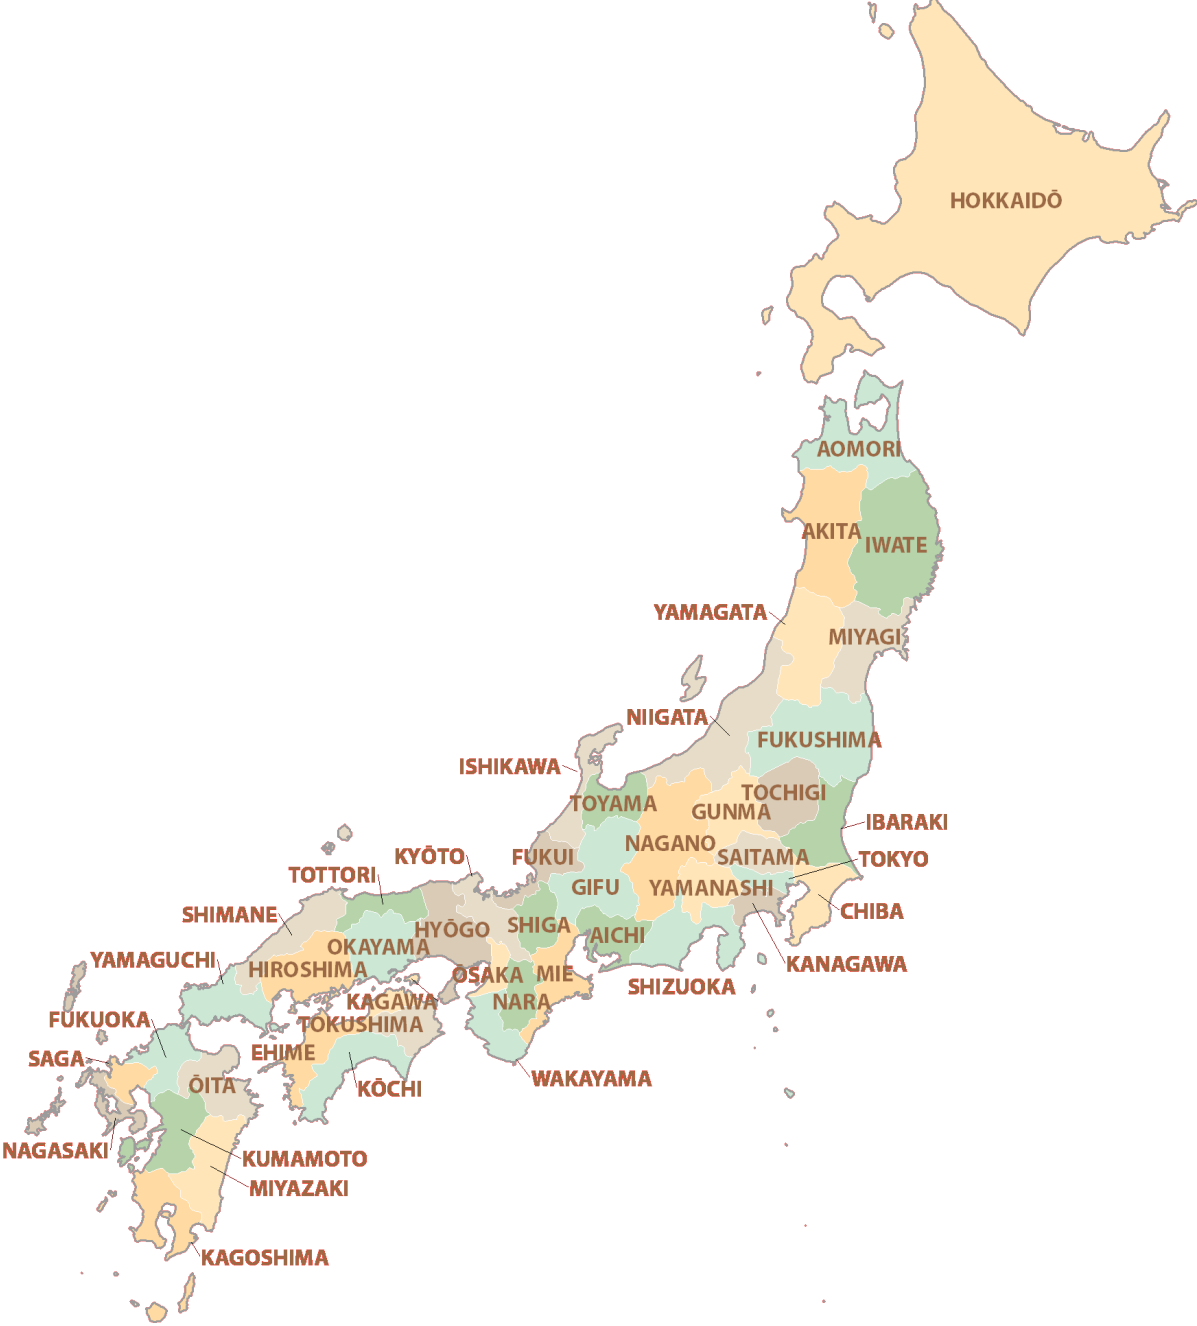 HOKKAIDŌ
AOMORI
AKITA
IWATE
YAMAGATA
MIYAGI
NIIGATA
FUKUSHIMA
ISHIKAWA
TOCHIGI
TOYAMA
GUNMA
IBARAKI
NAGANO
KYŌTO
FUKUI
SAITAMA
TOKYO
TOTTORI
GIFU
YAMANASHI
CHIBA
SHIMANE
HYŌGO
SHIGA
AICHI
OKAYAMA
YAMAGUCHI
HIROSHIMA
KANAGAWA
ŌSAKA
MIE
SHIZUOKA
KAGAWA
NARA
FUKUOKA
TOKUSHIMA
EHIME
SAGA
WAKAYAMA
ŌITA
KŌCHI
NAGASAKI
KUMAMOTO
MIYAZAKI
KAGOSHIMA